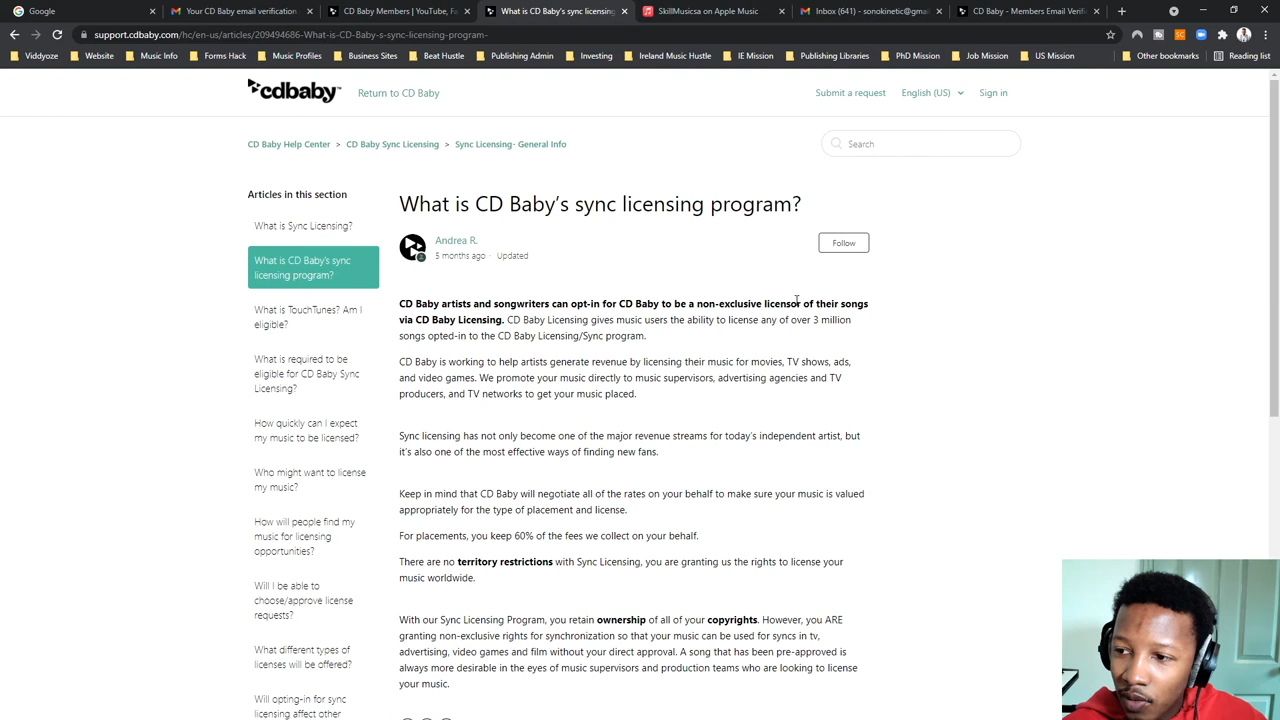 Google
Your CD Baby email verification
CD Baby Members | YouTube, Fa
What is CD Baby's sync licensing
SkillMusicas on Apple Music
Inbox (641) - sonokinetic@gmai
CD Baby - Members Email Verifi
support.cdbaby.com/hc/en-us/articles/209494686-What-is-CD-Baby-s-sync-licensing-program-
Viddyoze
Website
Music Info
Forms Hack
Music Profiles
Business Sites
Beat Hustle
Publishing Admin
Investing
Ireland Music Hustle
IE Mission
Publishing Libraries
PhD Mission
Job Mission
US Mission
Other bookmarks
Reading list
cdbaby
Return to CD Baby
Submit a request
English (US)
Sign in
CD Baby Help Center > CD Baby Sync Licensing > Sync Licensing- General Info
Search
Articles in this section
What is Sync Licensing?
What is CD Baby's sync
licensing program?
What is TouchTunes? Am I
eligible?
What is required to be
eligible for CD Baby Sync
Licensing?
How quickly can I expect
my music to be licensed?
Who might want to license
my music?
How will people find my
music for licensing
opportunities?
Will I be able to
choose/approve license
requests?
What different types of
licenses will be offered?
Will opting-in for sync
licensing affect other
What is CD Baby's sync licensing program?
Andrea R.
5 months ago · Updated
Follow
CD Baby artists and songwriters can opt-in for CD Baby to be a non-exclusive licensor of their songs
via CD Baby Licensing. CD Baby Licensing gives music users the ability to license any of over 3 million
songs opted-in to the CD Baby Licensing/Sync program.
CD Baby is working to help artists generate revenue by licensing their music for movies, TV shows, ads,
and video games. We promote your music directly to music supervisors, advertising agencies and TV
producers, and TV networks to get your music placed.
Sync licensing has not only become one of the major revenue streams for today's independent artist, but
it's also one of the most effective ways of finding new fans.
Keep in mind that CD Baby will negotiate all of the rates on your behalf to make sure your music is valued
appropriately for the type of placement and license.
For placements, you keep 60% of the fees we collect on your behalf.
There are no territory restrictions with Sync Licensing, you are granting us the rights to license your
music worldwide.
With our Sync Licensing Program, you retain ownership of all of your copyrights. However, you ARE
granting non-exclusive rights for synchronization so that your music can be used for syncs in tv,
advertising, video games and film without your direct approval. A song that has been pre-approved is
always more desirable in the eyes of music supervisors and production teams who are looking to license
your music.